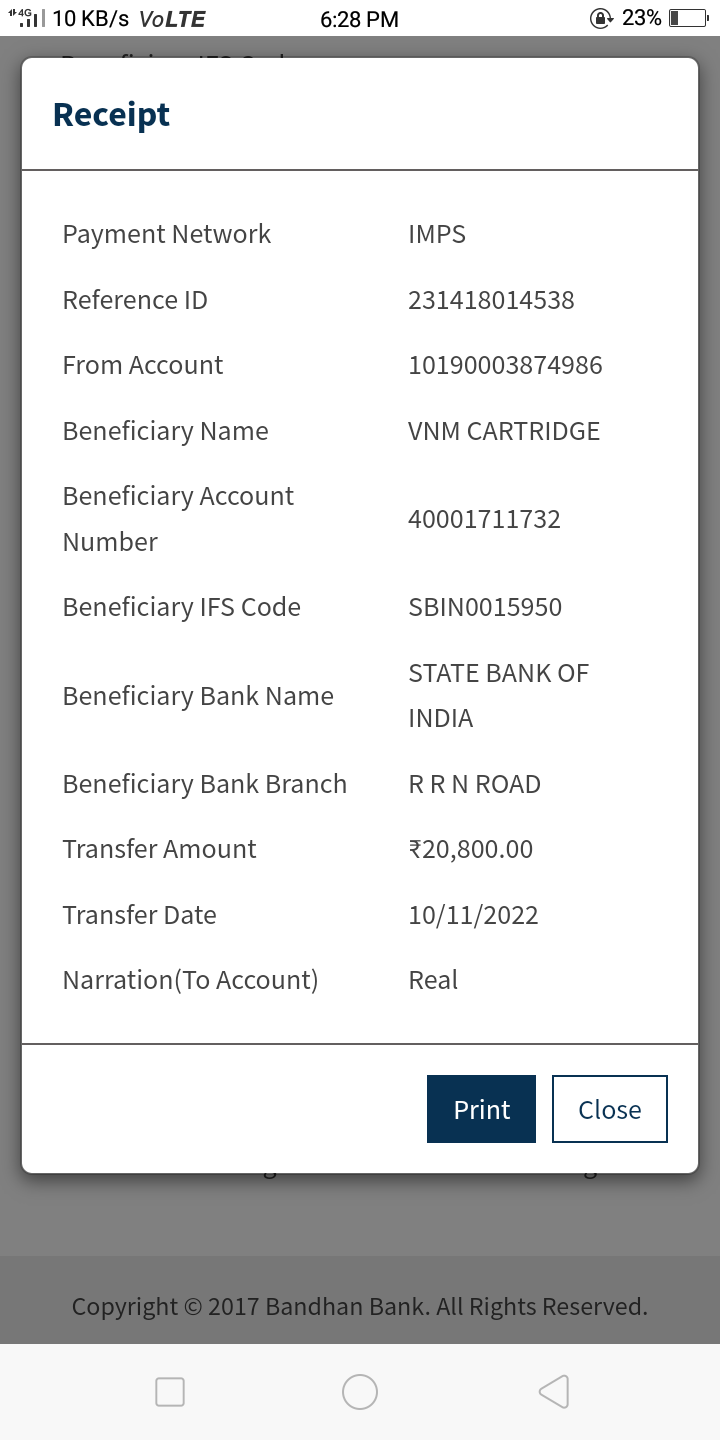 4G 10 KB/s VoLTE 6:28 PM 23%
Receipt
Payment Network IMPS
Reference ID 231418014538
From Account 10190003874986
Beneficiary Name VNM CARTRIDGE
Beneficiary Account
Number
40001711732
Beneficiary IFS Code SBIN0015950
Beneficiary Bank Name
STATE BANK OF
INDIA
Beneficiary Bank Branch R R N ROAD
Transfer Amount ₹20,800.00
Transfer Date 10/11/2022
Narration(To Account) Real
Print Close
Copyright © 2017 Bandhan Bank. All Rights Reserved.